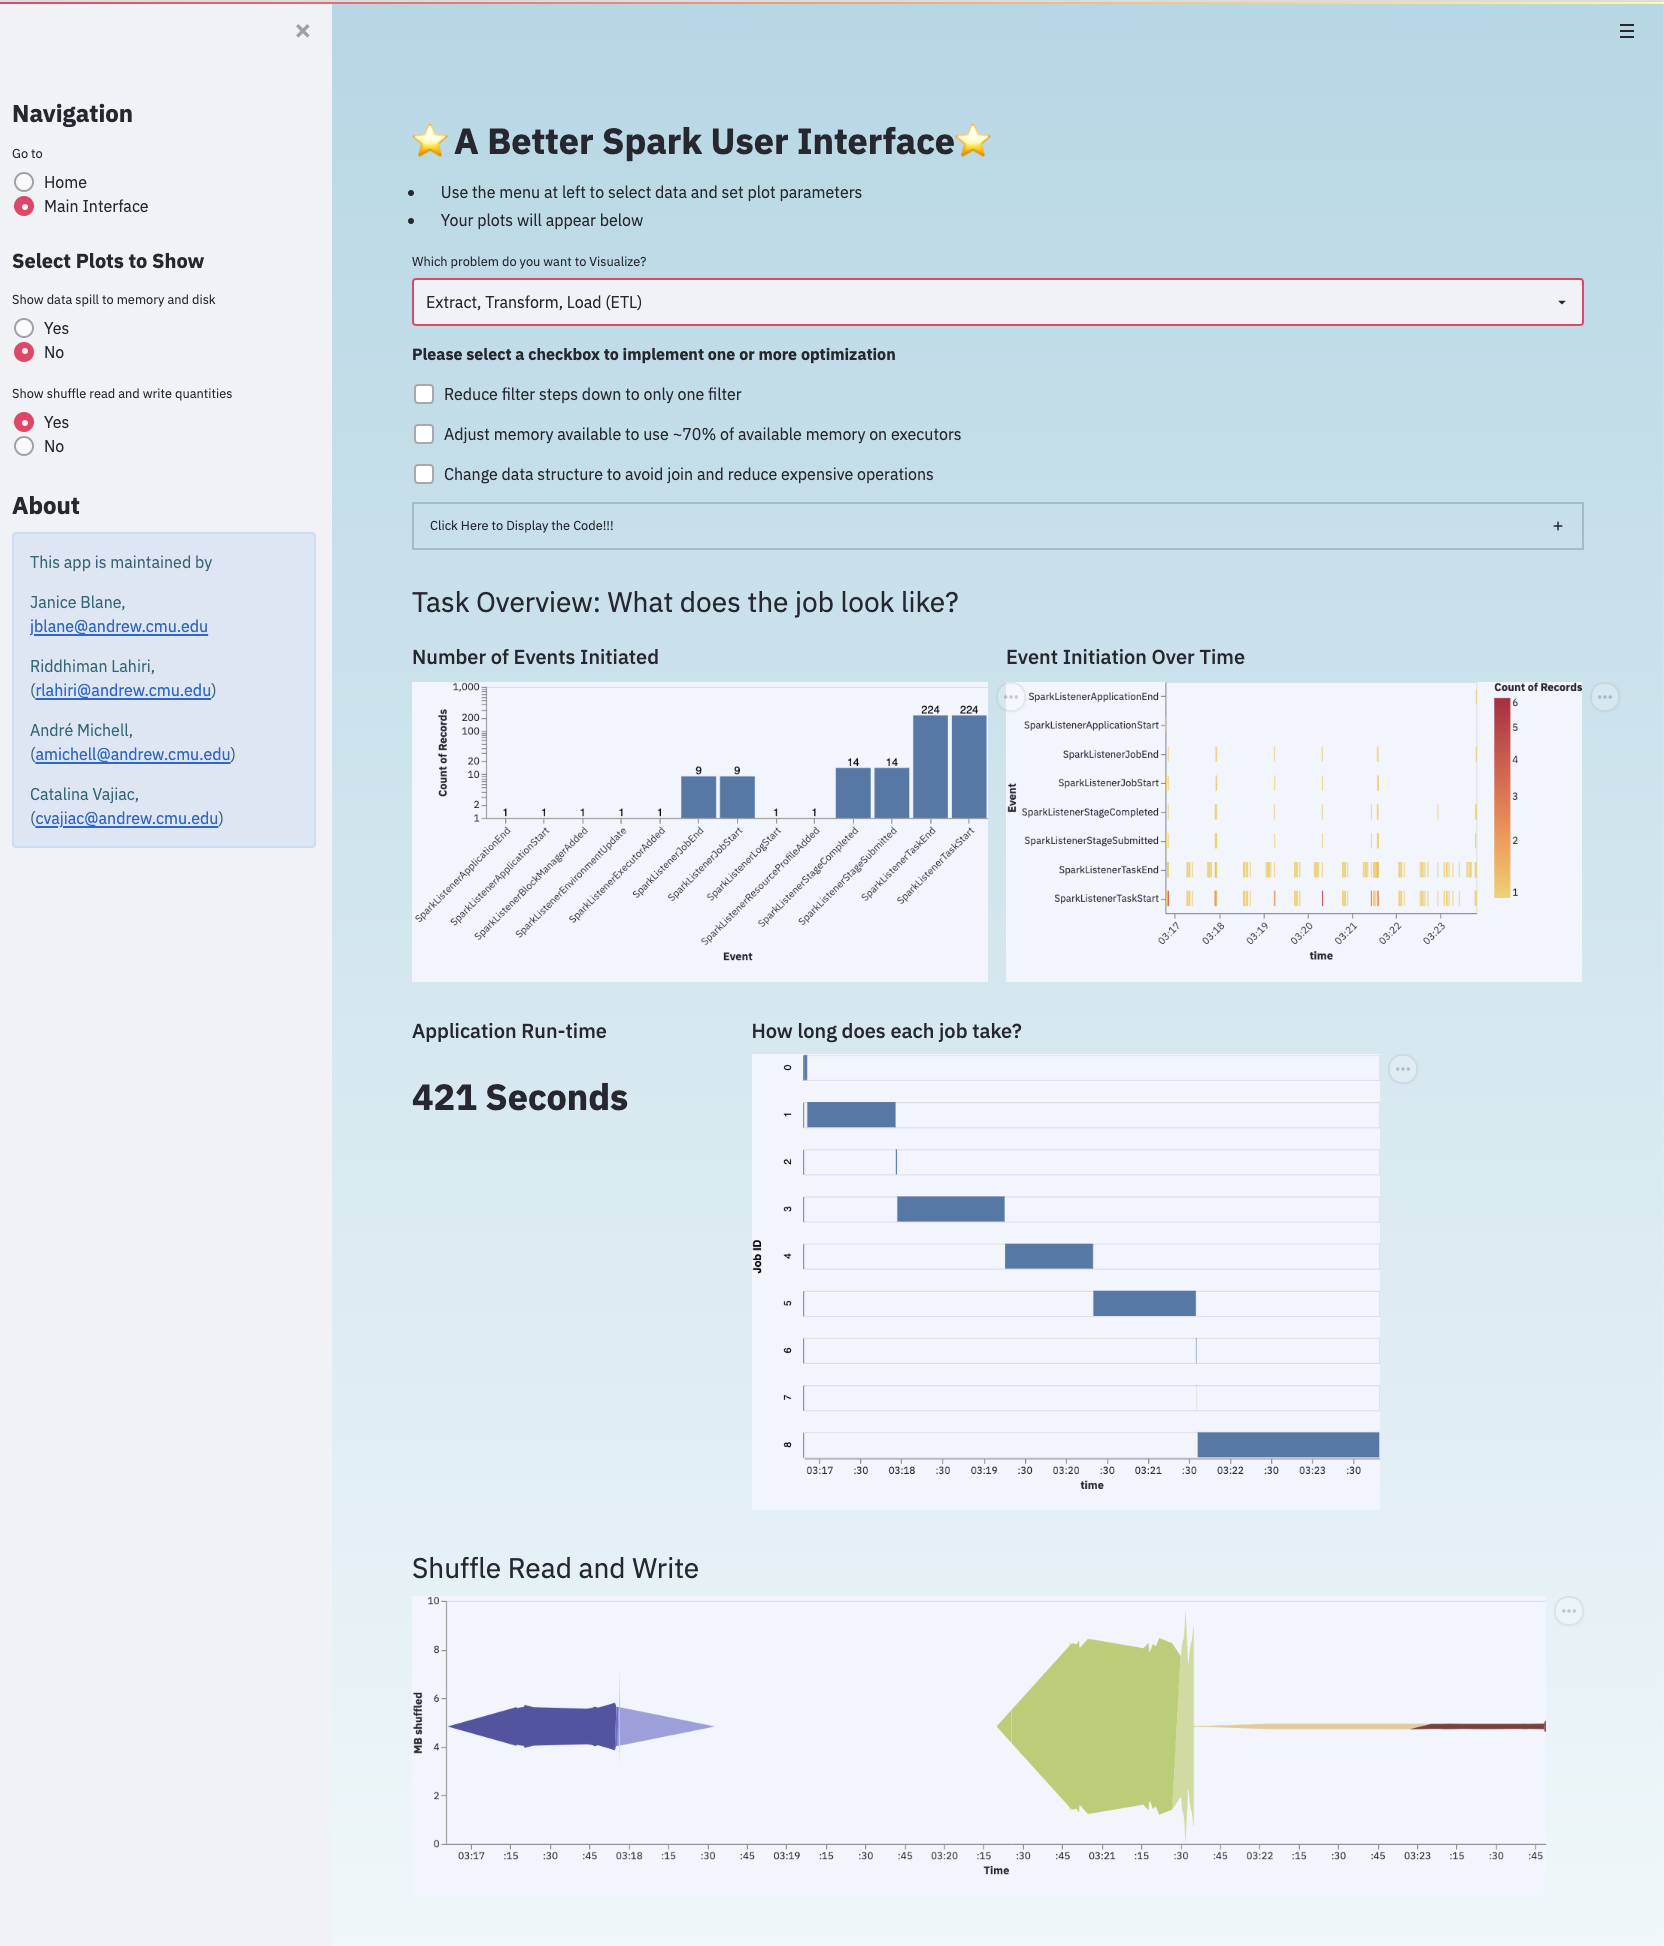 ×
Navigation
Go to
Home
Main Interface
Select Plots to Show
Show data spill to memory and disk
Yes
No
Show shuffle read and write quantities
Yes
No
About
This app is maintained by
Janice Blane,
jblane@andrew.cmu.edu
Riddhiman Lahiri,
(rlahiri@andrew.cmu.edu)
André Michell,
(amichell@andrew.cmu.edu)
Catalina Vajiac,
(cvajiac@andrew.cmu.edu)
⭐ A Better Spark User Interface⭐
• Use the menu at left to select data and set plot parameters
• Your plots will appear below
Which problem do you want to Visualize?
Extract, Transform, Load (ETL)
Please select a checkbox to implement one or more optimization
Reduce filter steps down to only one filter
Adjust memory available to use ~70% of available memory on executors
Change data structure to avoid join and reduce expensive operations
Click Here to Display the Code!!! +
Task Overview: What does the job look like?
Number of Events Initiated
Count of Records
1,000
200
100
20
10
2
1
1 1 1 1 1 9 9 1 1 14 14 224 224
SparkListenerApplicationEnd
SparkListenerApplicationStart
SparkListenerBlockManagerAdded
SparkListenerEnvironmentUpdate
SparkListenerExecutorAdded
SparkListenerJobEnd
SparkListenerJobStart
SparkListenerLogStart
SparkListenerResourceProfileAdded
SparkListenerStageCompleted
SparkListenerStageSubmitted
SparkListenerTaskEnd
SparkListenerTaskStart
Event
Event Initiation Over Time
Event
SparkListenerApplicationEnd
SparkListenerApplicationStart
SparkListenerJobEnd
SparkListenerJobStart
SparkListenerStageCompleted
SparkListenerStageSubmitted
SparkListenerTaskEnd
SparkListenerTaskStart
03:17 03:18 03:19 03:20 03:21 03:22 03:23
time
Count of Records
6
5
4
3
2
1
Application Run-time
421 Seconds
How long does each job take?
Job ID
0
1
2
3
4
5
6
7
8
03:17 :30 03:18 :30 03:19 :30 03:20 :30 03:21 :30 03:22 :30 03:23 :30
time
Shuffle Read and Write
MB shuffled
10
8
6
4
2
0
03:17 :15 :30 :45 03:18 :15 :30 :45 03:19 :15 :30 :45 03:20 :15 :30 :45 03:21 :15 :30 :45 03:22 :15 :30 :45 03:23 :15 :30 :45
Time